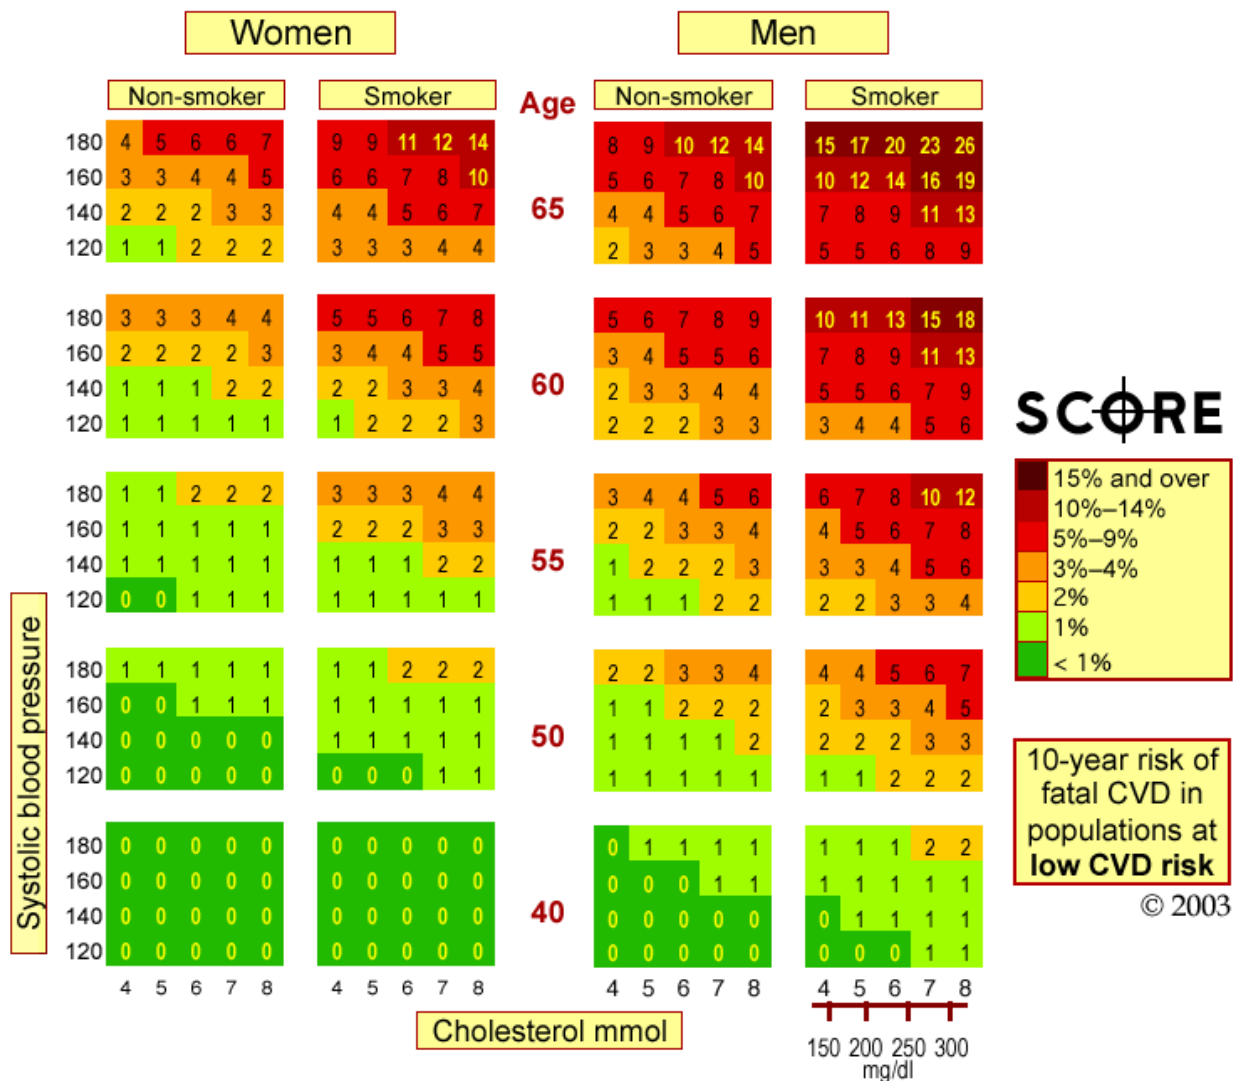 Women Men
Non-smoker Smoker Age Non-smoker Smoker
180 4 5 6 6 7 9 9 11 12 14 8 9 10 12 14 15 17 20 23 26
160 3 3 4 4 5 6 6 7 8 10 5 6 7 8 10 10 12 14 16 19
65
140 2 2 2 3 3 4 4 5 6 7 4 4 5 6 7 7 8 9 11 13
120 1 1 2 2 2 3 3 3 4 4 2 3 3 4 5 5 5 6 8 9
180 3 3 3 4 4 5 5 6 7 8 5 6 7 8 9 10 11 13 15 18
160 2 2 2 2 3 3 4 4 5 5 3 4 5 5 6 7 8 9 11 13
60
140 1 1 1 2 2 2 2 3 3 4 2 3 3 4 4 5 5 6 7 9
120 1 1 1 1 1 1 2 2 2 3 2 2 2 3 3 3 4 4 5 6
180 1 1 2 2 2 3 3 3 4 4 3 4 4 5 6 6 7 8 10 12
160 1 1 1 1 1 2 2 2 3 3 2 2 3 3 4 4 5 6 7 8
55
140 1 1 1 1 1 1 1 1 2 2 1 2 2 2 3 3 3 4 5 6
120 0 0 1 1 1 1 1 1 1 1 1 1 1 2 2 2 2 3 3 4
180 1 1 1 1 1 1 1 2 2 2 2 2 3 3 4 4 4 5 6 7
160 0 0 1 1 1 1 1 1 1 1 1 1 2 2 2 2 3 3 4 5
50
140 0 0 0 0 0 1 1 1 1 1 1 1 1 1 2 2 2 2 3 3
120 0 0 0 0 0 0 0 0 1 1 1 1 1 1 1 1 1 2 2 2
180 0 0 0 0 0 0 0 0 0 0 0 1 1 1 1 1 1 1 2 2
160 0 0 0 0 0 0 0 0 0 0 0 0 0 1 1 1 1 1 1 1
40
140 0 0 0 0 0 0 0 0 0 0 0 0 0 0 0 0 1 1 1 1
120 0 0 0 0 0 0 0 0 0 0 0 0 0 0 0 0 0 0 1 1
4 5 6 7 8 4 5 6 7 8 4 5 6 7 8 4 5 6 7 8
Systolic blood pressure
Cholesterol mmol
150 200 250 300
mg/dl
SCORE
15% and over
10%–14%
5%–9%
3%–4%
2%
1%
< 1%
10-year risk of
fatal CVD in
populations at
low CVD risk
© 2003